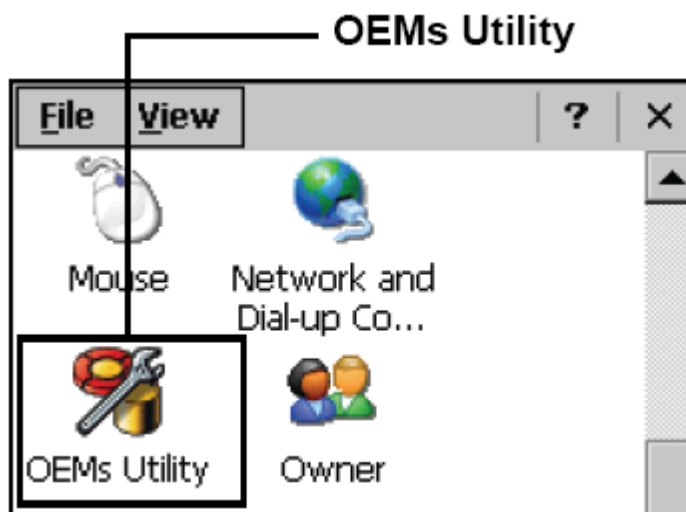 OEMs Utility
File View ? ×
Mouse
Network and
Dial-up Co...
OEMs Utility
Owner